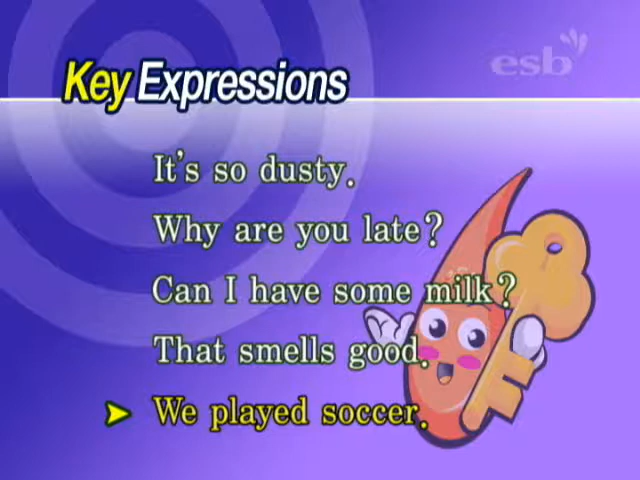 esb
Key Expressions
It's so dusty.
Why are you late?
Can I have some milk?
That smells good.
We played soccer.